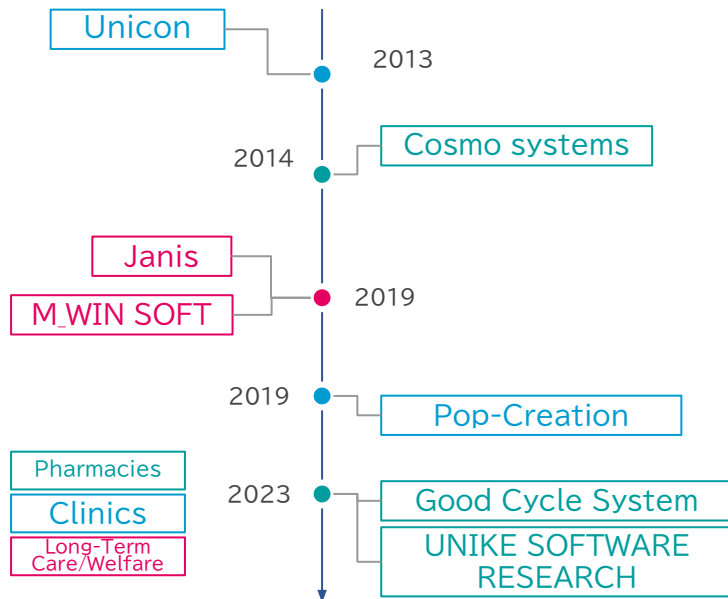 Unicon
2013
Cosmo systems
2014
Janis
M_WIN SOFT
2019
2019
Pop-Creation
Pharmacies
Clinics
Long-Term
Care/Welfare
2023
Good Cycle System
UNIKE SOFTWARE
RESEARCH